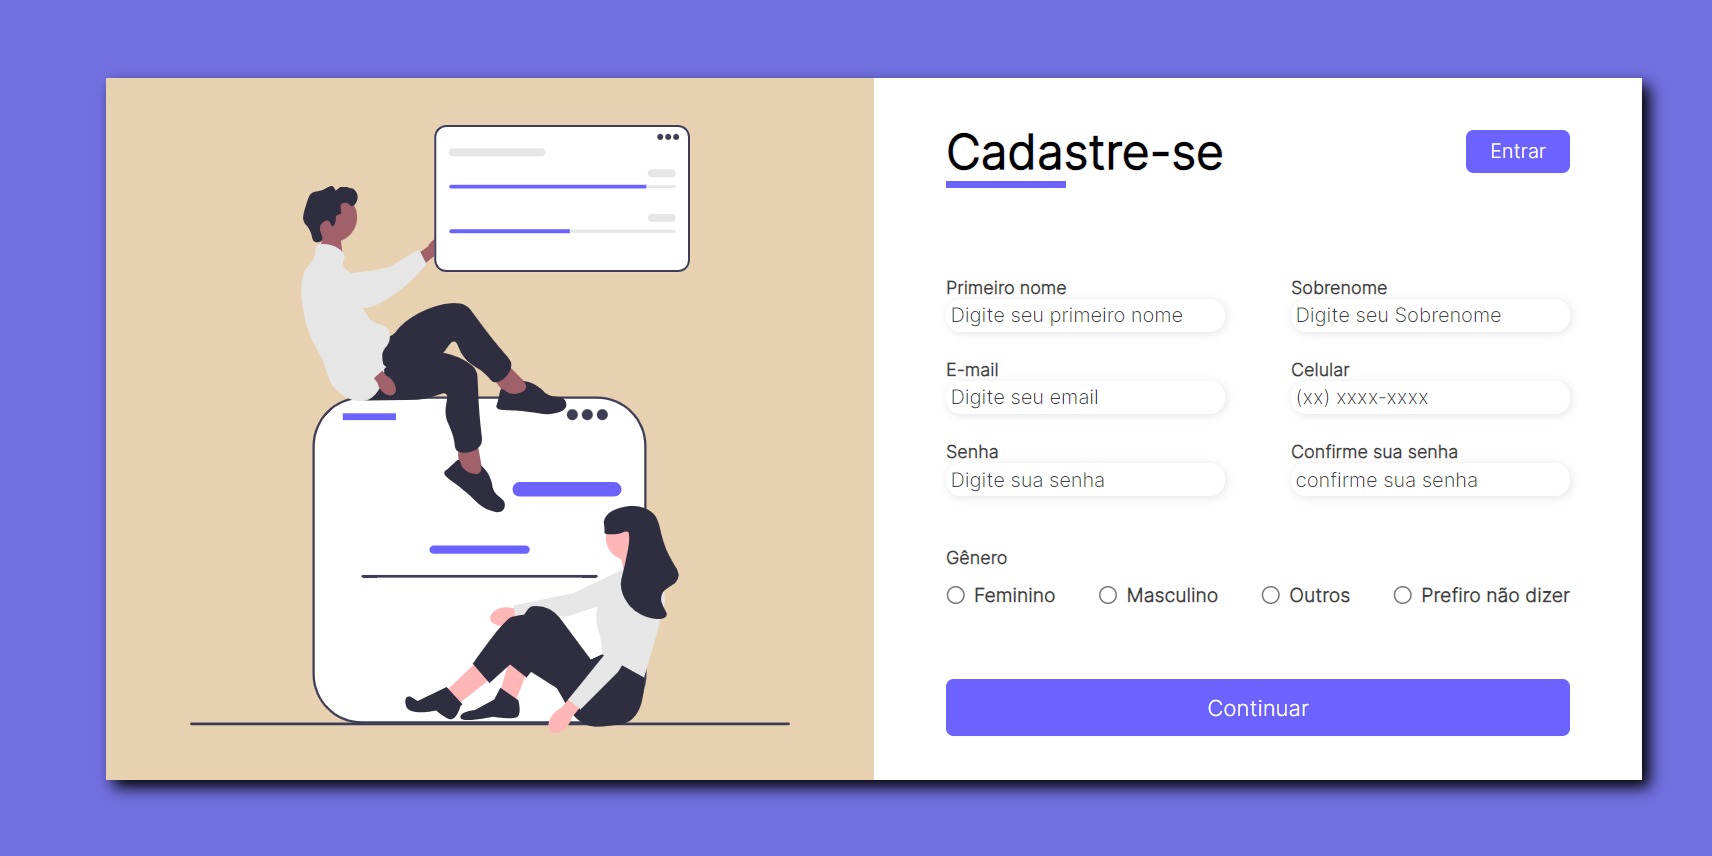 Cadastre-se
Entrar
Primeiro nome
Digite seu primeiro nome
Sobrenome
Digite seu Sobrenome
E-mail
Digite seu email
Celular
(xx) xxxx-xxxx
Senha
Digite sua senha
Confirme sua senha
confirme sua senha
Gênero
Feminino
Masculino
Outros
Prefiro não dizer
Continuar